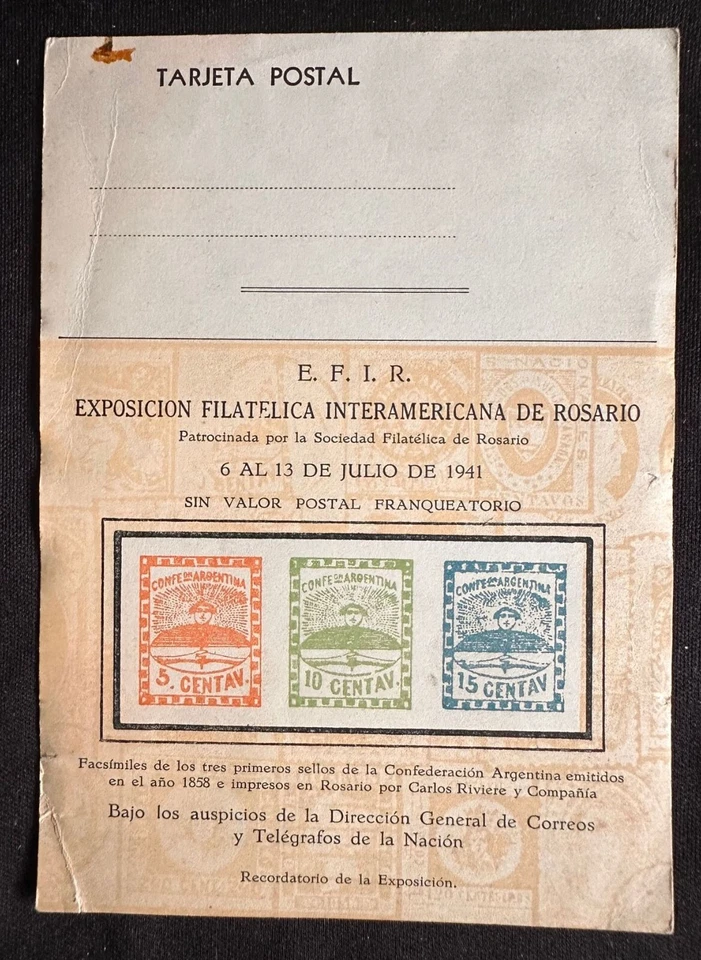 TARJETA POSTAL
E. F. I. R.
EXPOSICION FILATELICA INTERAMERICANA DE ROSARIO
Patrocinada por la Sociedad Filatélica de Rosario
6 AL 13 DE JULIO DE 1941
SIN VALOR POSTAL FRANQUEATORIO
CONFEON ARGENTINA CONFEON ARGENTINA CONFEON ARGENTINA
5. CENTAV. 10 CENTAV. 15 CENTAV
Facsímiles de los tres primeros sellos de la Confederación Argentina emitidos
en el año 1858 e impresos en Rosario por Carlos Riviere y Compañía
Bajo los auspicios de la Dirección General de Correos
y Telégrafos de la Nación
Recordatorio de la Exposición.